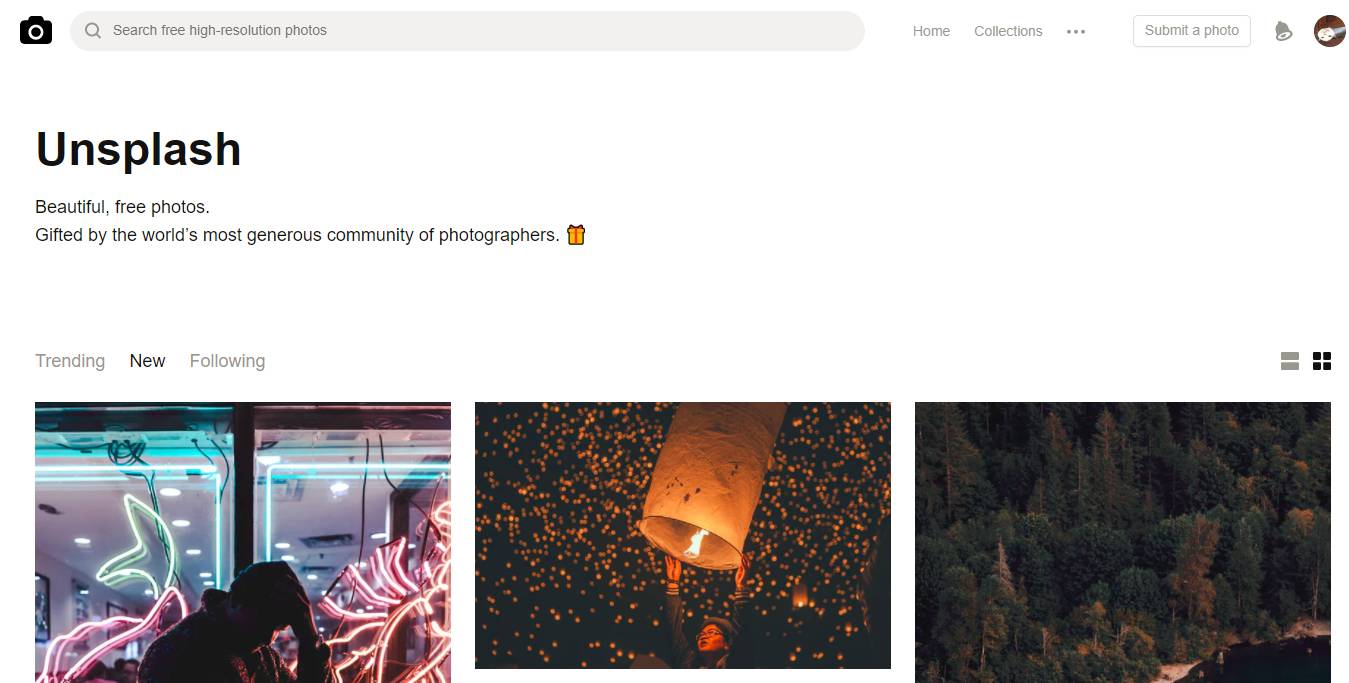 Search free high-resolution photos
Home
Collections
Submit a photo
Unsplash
Beautiful, free photos.
Gifted by the world’s most generous community of photographers. 🎁
Trending
New
Following